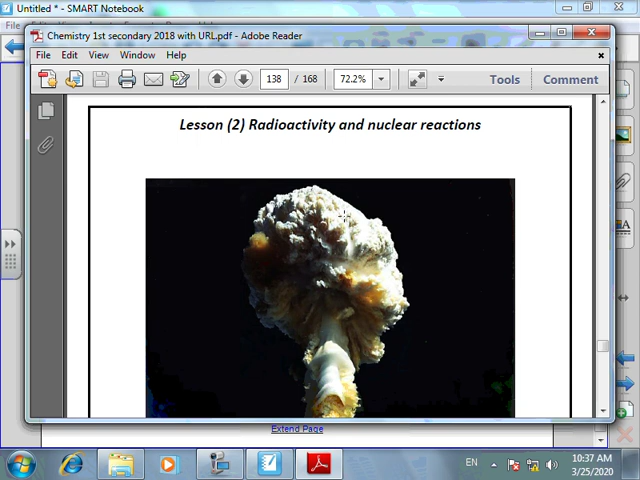 Untitled * - SMART Notebook
Chemistry 1st secondary 2018 with URL.pdf - Adobe Reader
File Edit View Window Help
138 / 168 72.2% Tools Comment
Lesson (2) Radioactivity and nuclear reactions
Extend Page
EN 10:37 AM
3/25/2020